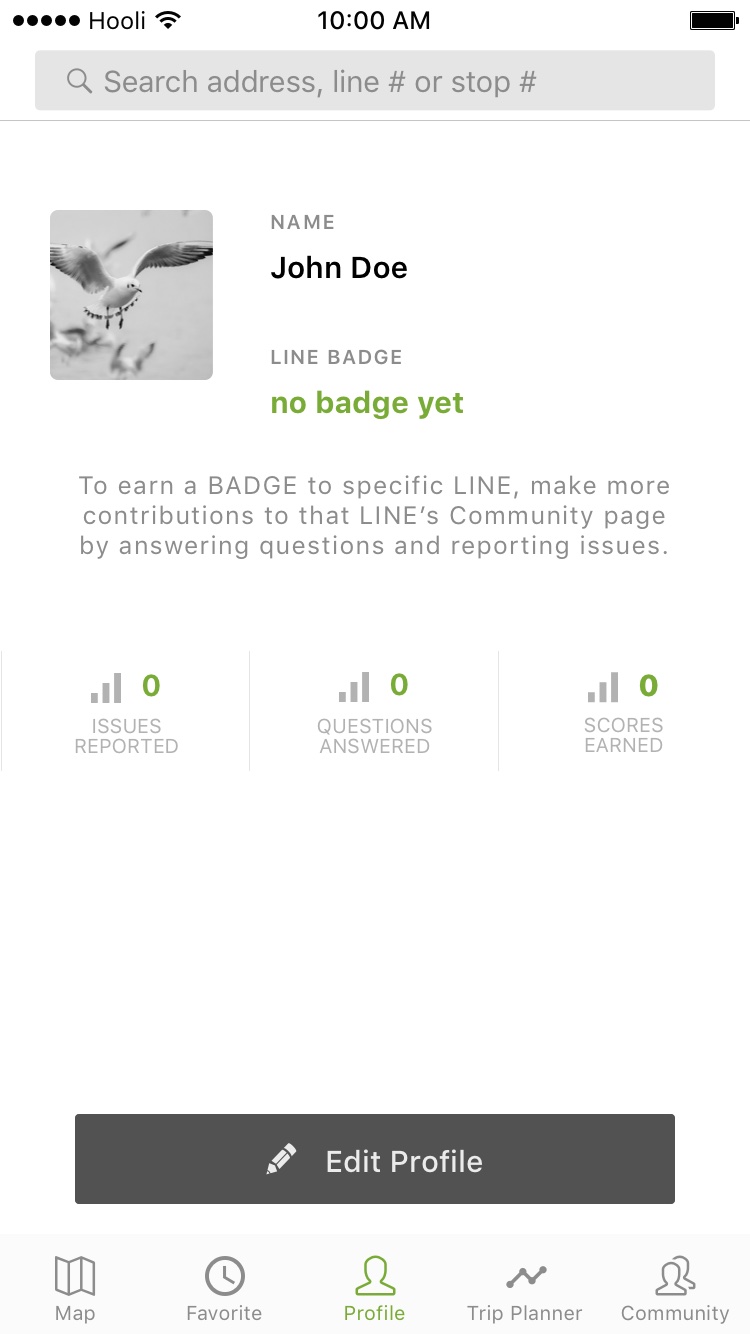 Hooli 10:00 AM
Search address, line # or stop #
NAME
John Doe
LINE BADGE
no badge yet
To earn a BADGE to specific LINE, make more
contributions to that LINE’s Community page
by answering questions and reporting issues.
0
ISSUES
REPORTED
0
QUESTIONS
ANSWERED
0
SCORES
EARNED
Edit Profile
Map
Favorite
Profile
Trip Planner
Community